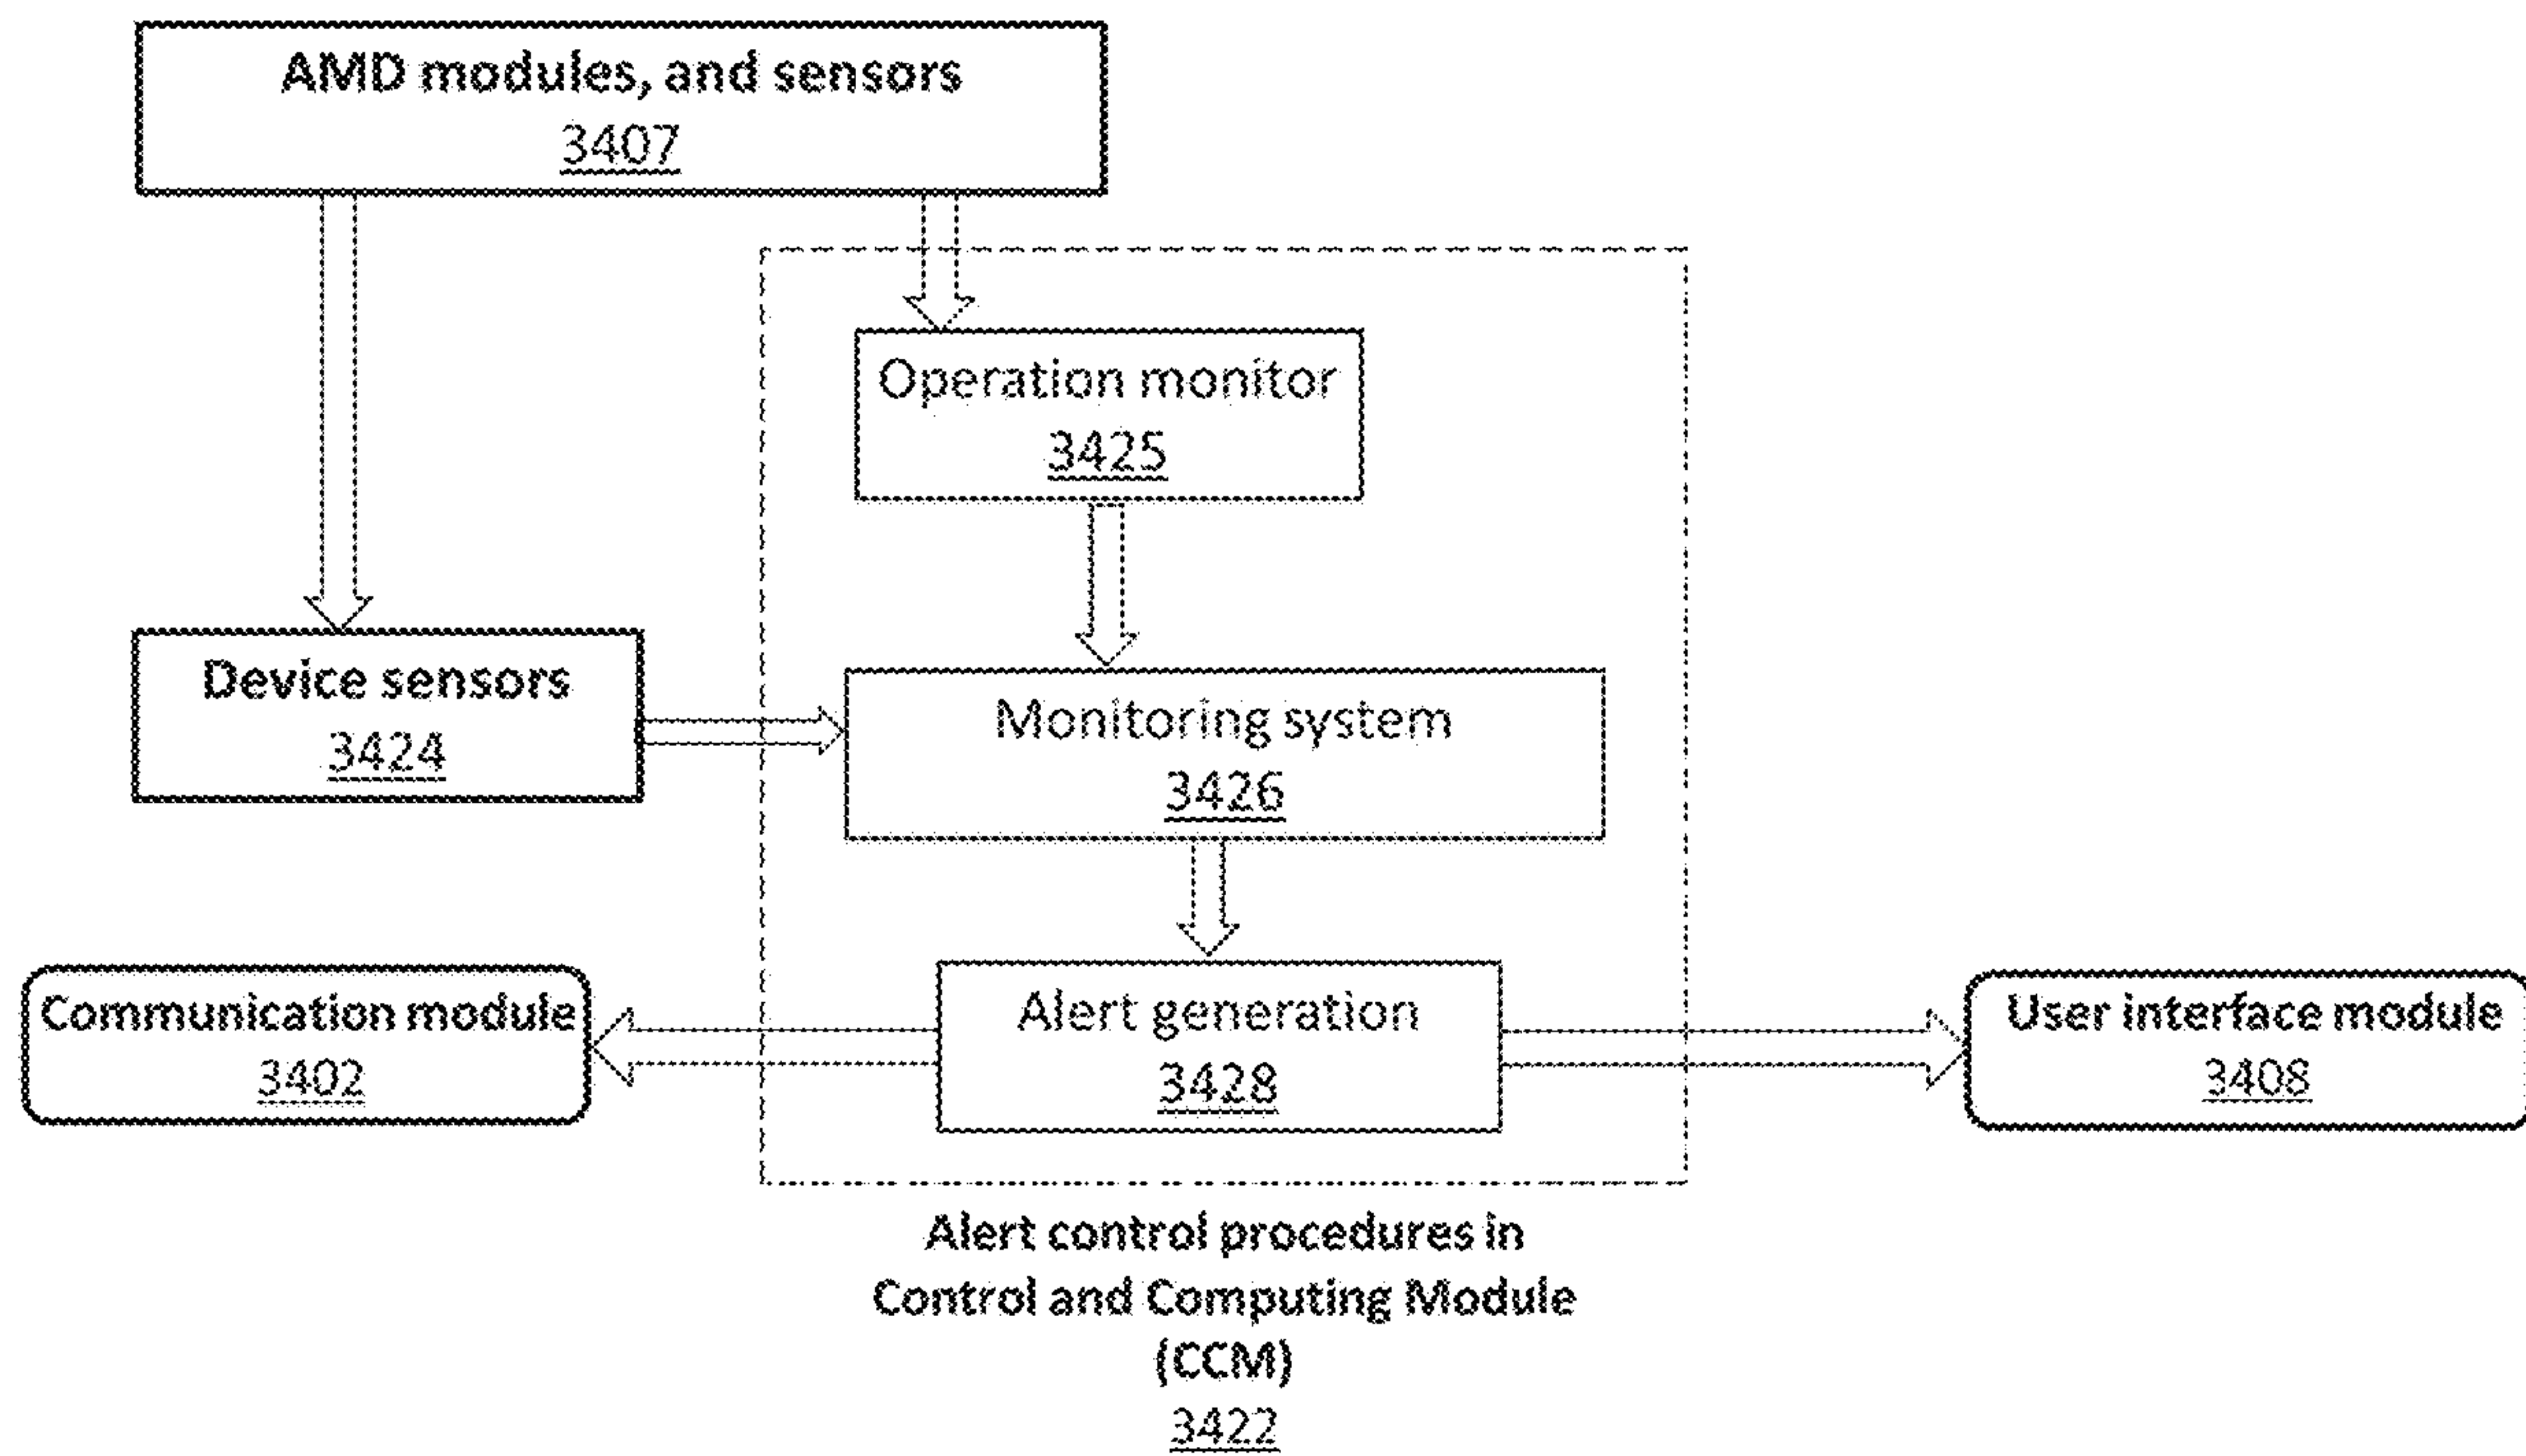 AMD modules, and sensors
3407
Operation monitor
3425
Device sensors
3424
Monitoring system
3426
Communication module
3402
Alert generation
3428
User interface module
3408
Alert control procedures in
Control and Computing Module
(CCM)
3422